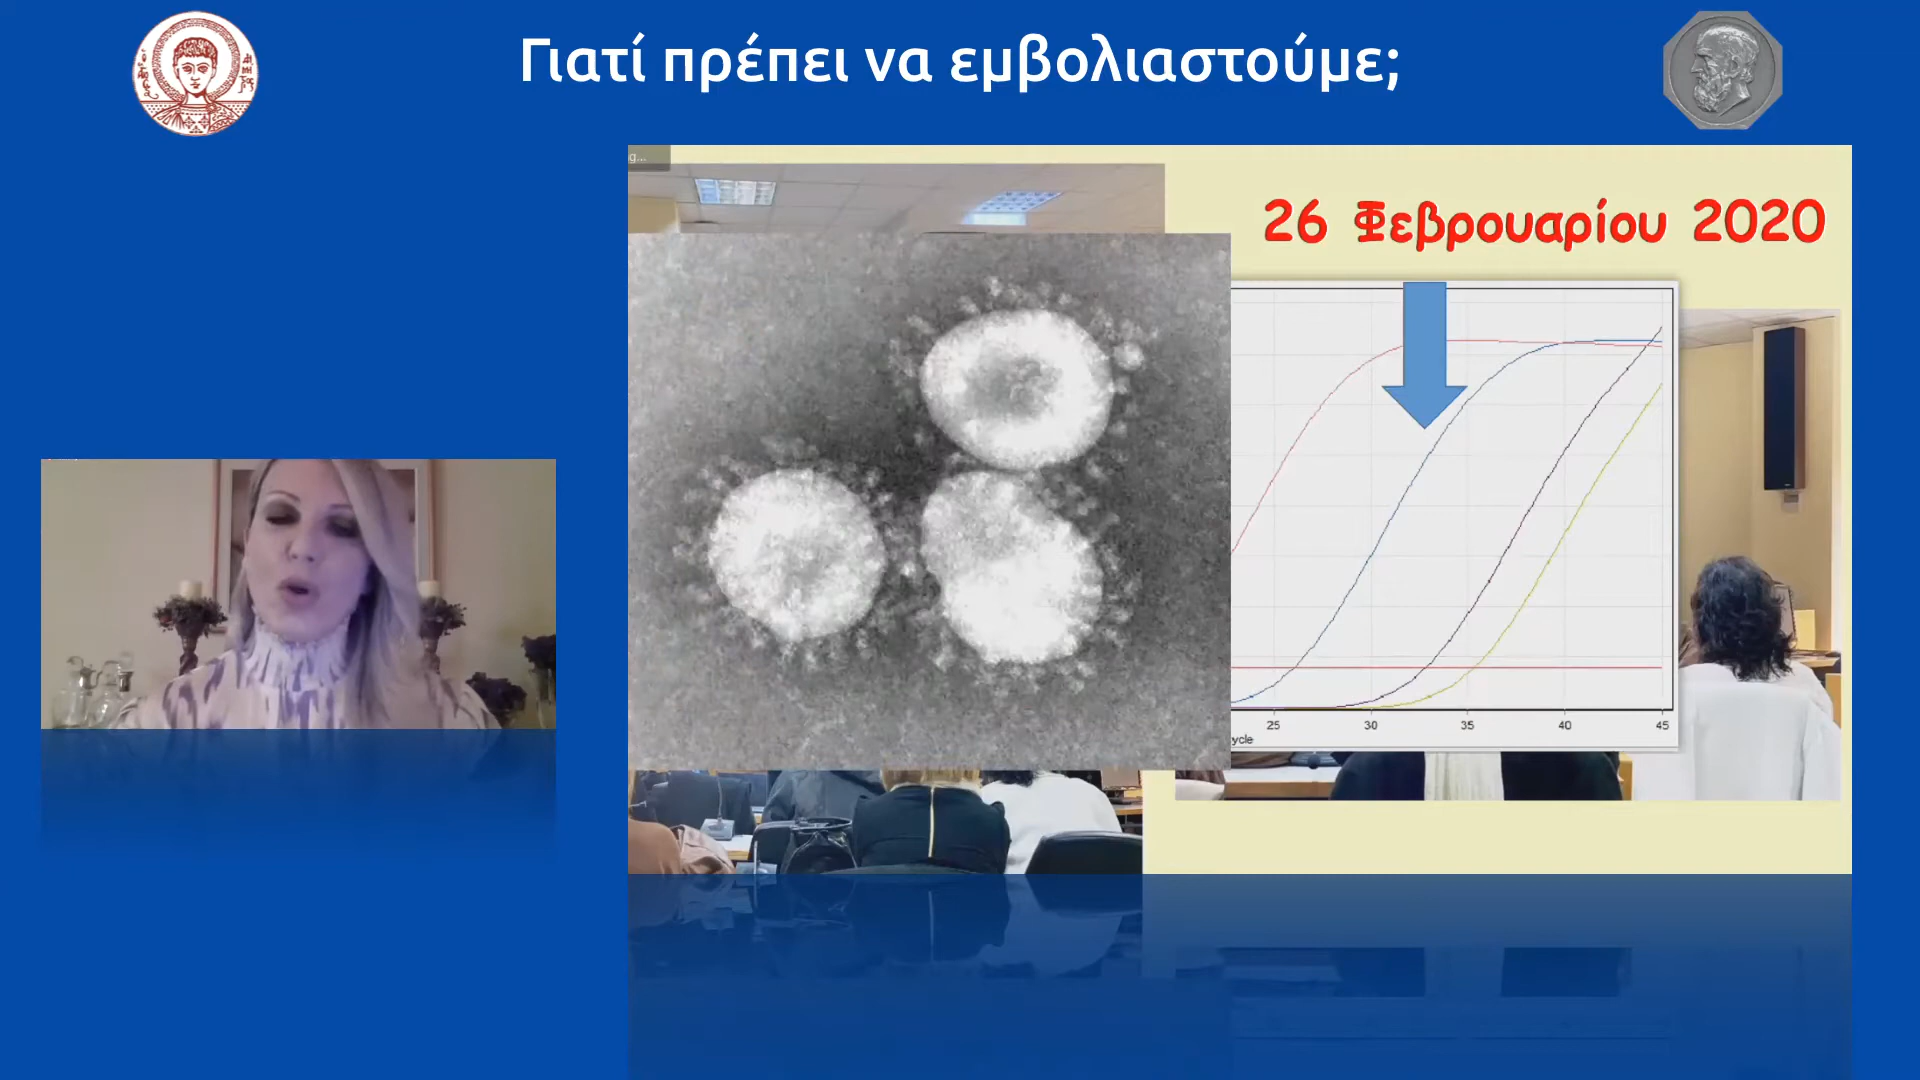 Γιατί πρέπει να εμβολιαστούμε;
g...
26 Φεβρουαρίου 2020
25 30 35 40 45
ycle